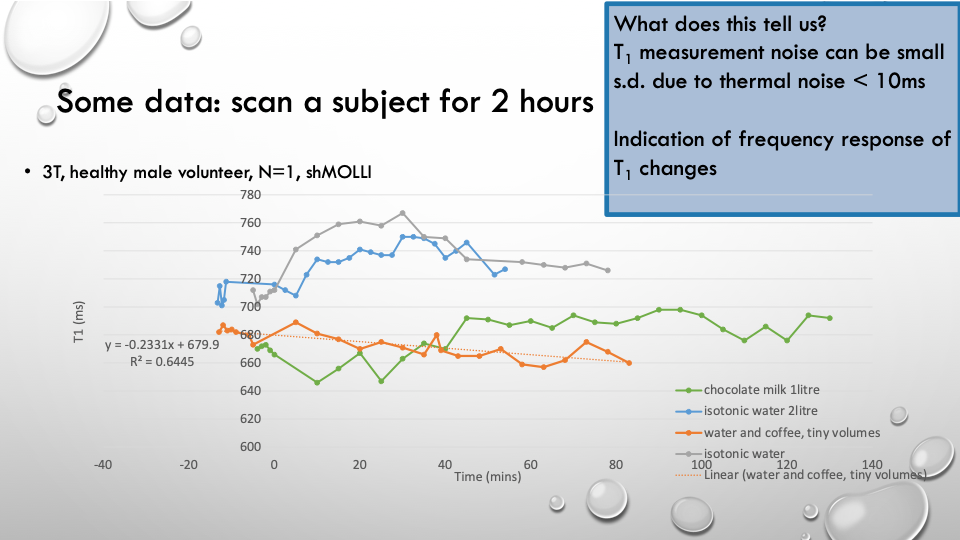 What does this tell us?
T₁ measurement noise can be small
s.d. due to thermal noise < 10ms
Indication of frequency response of
T₁ changes
Some data: scan a subject for 2 hours
• 3T, healthy male volunteer, N=1, shMOLLI
780
760
740
720
700
680
660
640
620
600
T1 (ms)
y = -0.2331x + 679.9
R² = 0.6445
-40 -20 0 20 40 60 80 100 120 140
Time (mins)
chocolate milk 1litre
isotonic water 2litre
water and coffee, tiny volumes
isotonic water
Linear (water and coffee, tiny volumes)